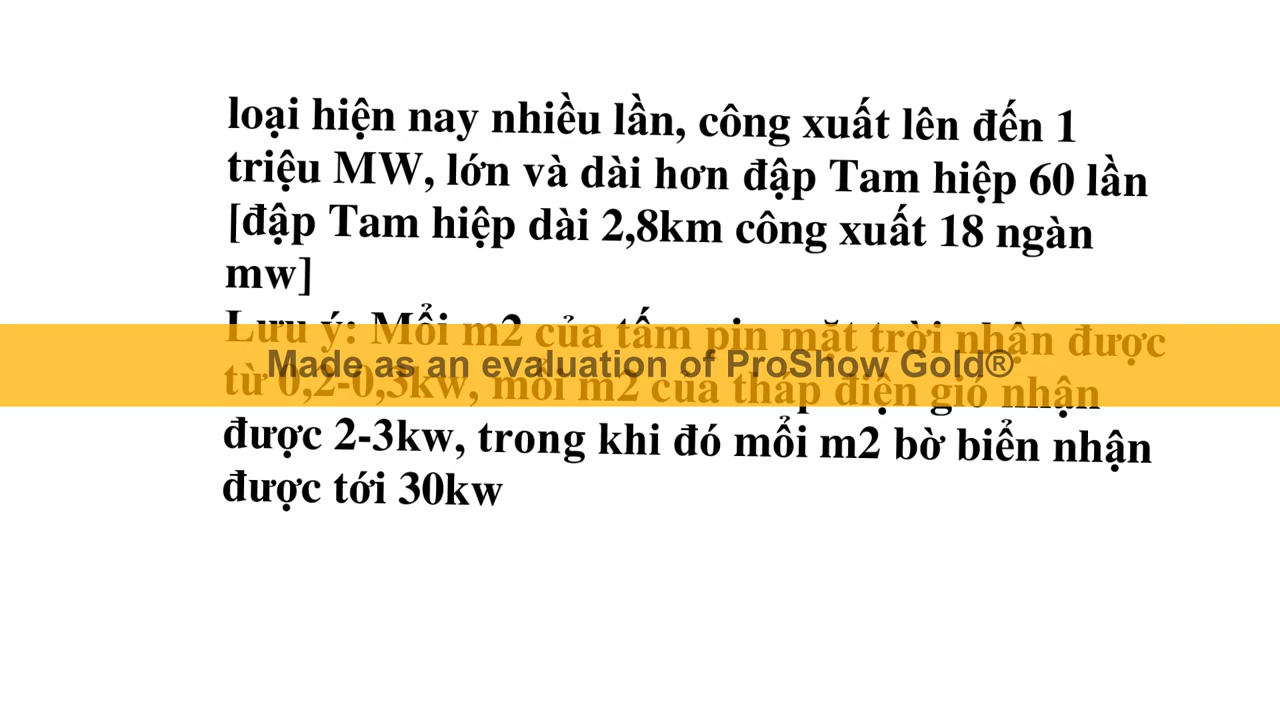 loại hiện nay nhiều lần, công xuất lên đến 1
triệu MW, lớn và dài hơn đập Tam hiệp 60 lần
[đập Tam hiệp dài 2,8km công xuất 18 ngàn
mw]
Lưu ý: Mổi m2 của tấm pin mặt trời nhận được
Made as an evaluation of ProShow Gold®
từ 0,2-0,3kw, mổi m2 của tháp điện gió nhận
được 2-3kw, trong khi đó mổi m2 bờ biển nhận
được tới 30kw